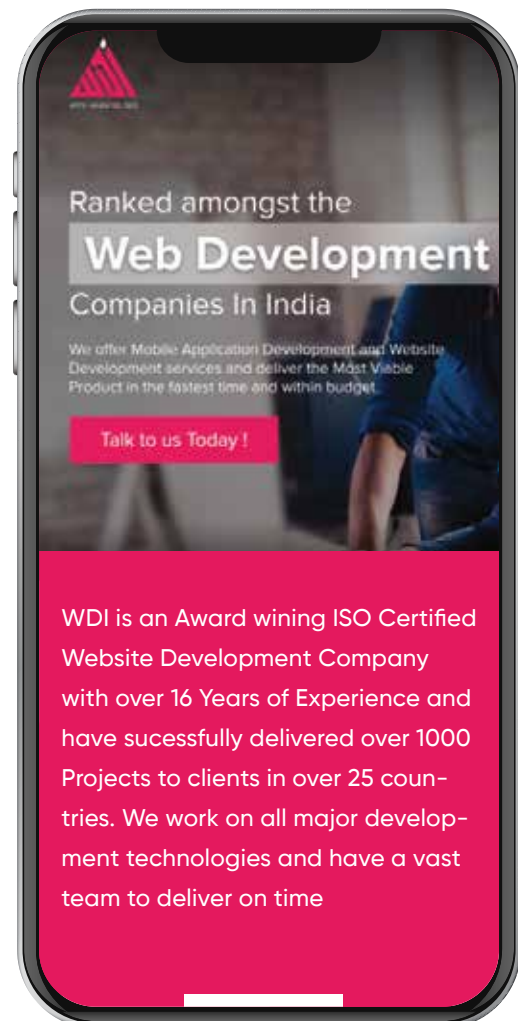 Ranked amongst the
Web Development
Companies In India
We offer Mobile Application Development and Website
Development services and deliver the Most Viable
Product in the fastest time and within budget
Talk to us Today !
WDI is an Award wining ISO Certified
Website Development Company
with over 16 Years of Experience and
have sucessfully delivered over 1000
Projects to clients in over 25 coun-
tries. We work on all major develop-
ment technologies and have a vast
team to deliver on time